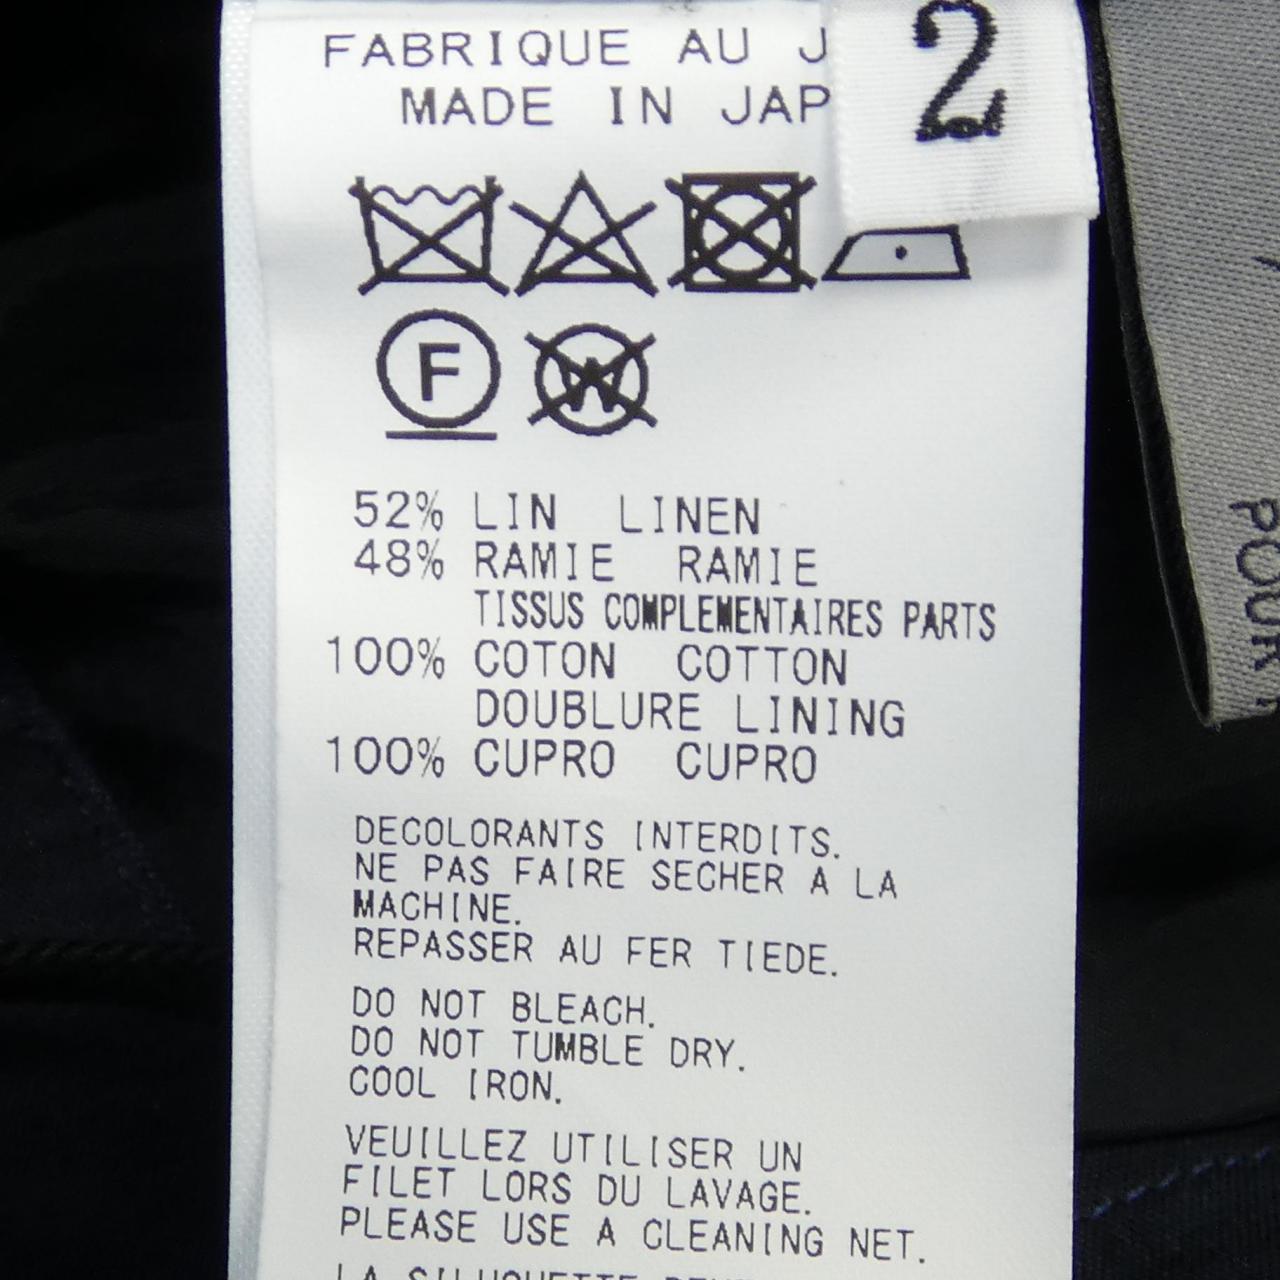 FABRIQUE AU J
MADE IN JAP
2
F
W
52% LIN LINEN
48% RAMIE RAMIE
TISSUS COMPLEMENTAIRES PARTS
100% COTON COTTON
DOUBLURE LINING
100% CUPRO CUPRO
DECOLORANTS INTERDITS.
NE PAS FAIRE SECHER A LA
MACHINE.
REPASSER AU FER TIEDE.
DO NOT BLEACH.
DO NOT TUMBLE DRY.
COOL IRON.
VEUILLEZ UTILISER UN
FILET LORS DU LAVAGE.
PLEASE USE A CLEANING NET.
LA SILHOUETTE
POUR